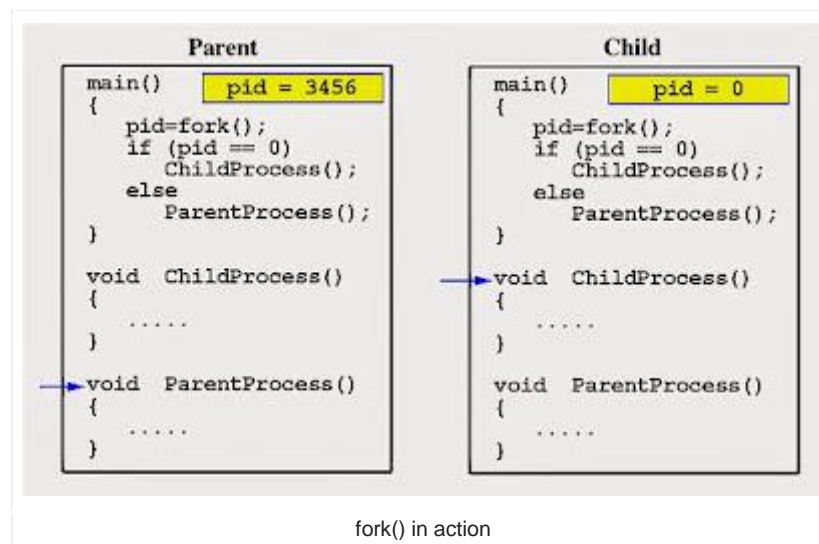 Parent
main()
pid = 3456
{
pid=fork();
if (pid == 0)
ChildProcess();
else
ParentProcess();
}
void ChildProcess()
{
.....
}
void ParentProcess()
{
.....
}
Child
main()
pid = 0
{
pid=fork();
if (pid == 0)
ChildProcess();
else
ParentProcess();
}
void ChildProcess()
{
.....
}
void ParentProcess()
{
.....
}
fork() in action